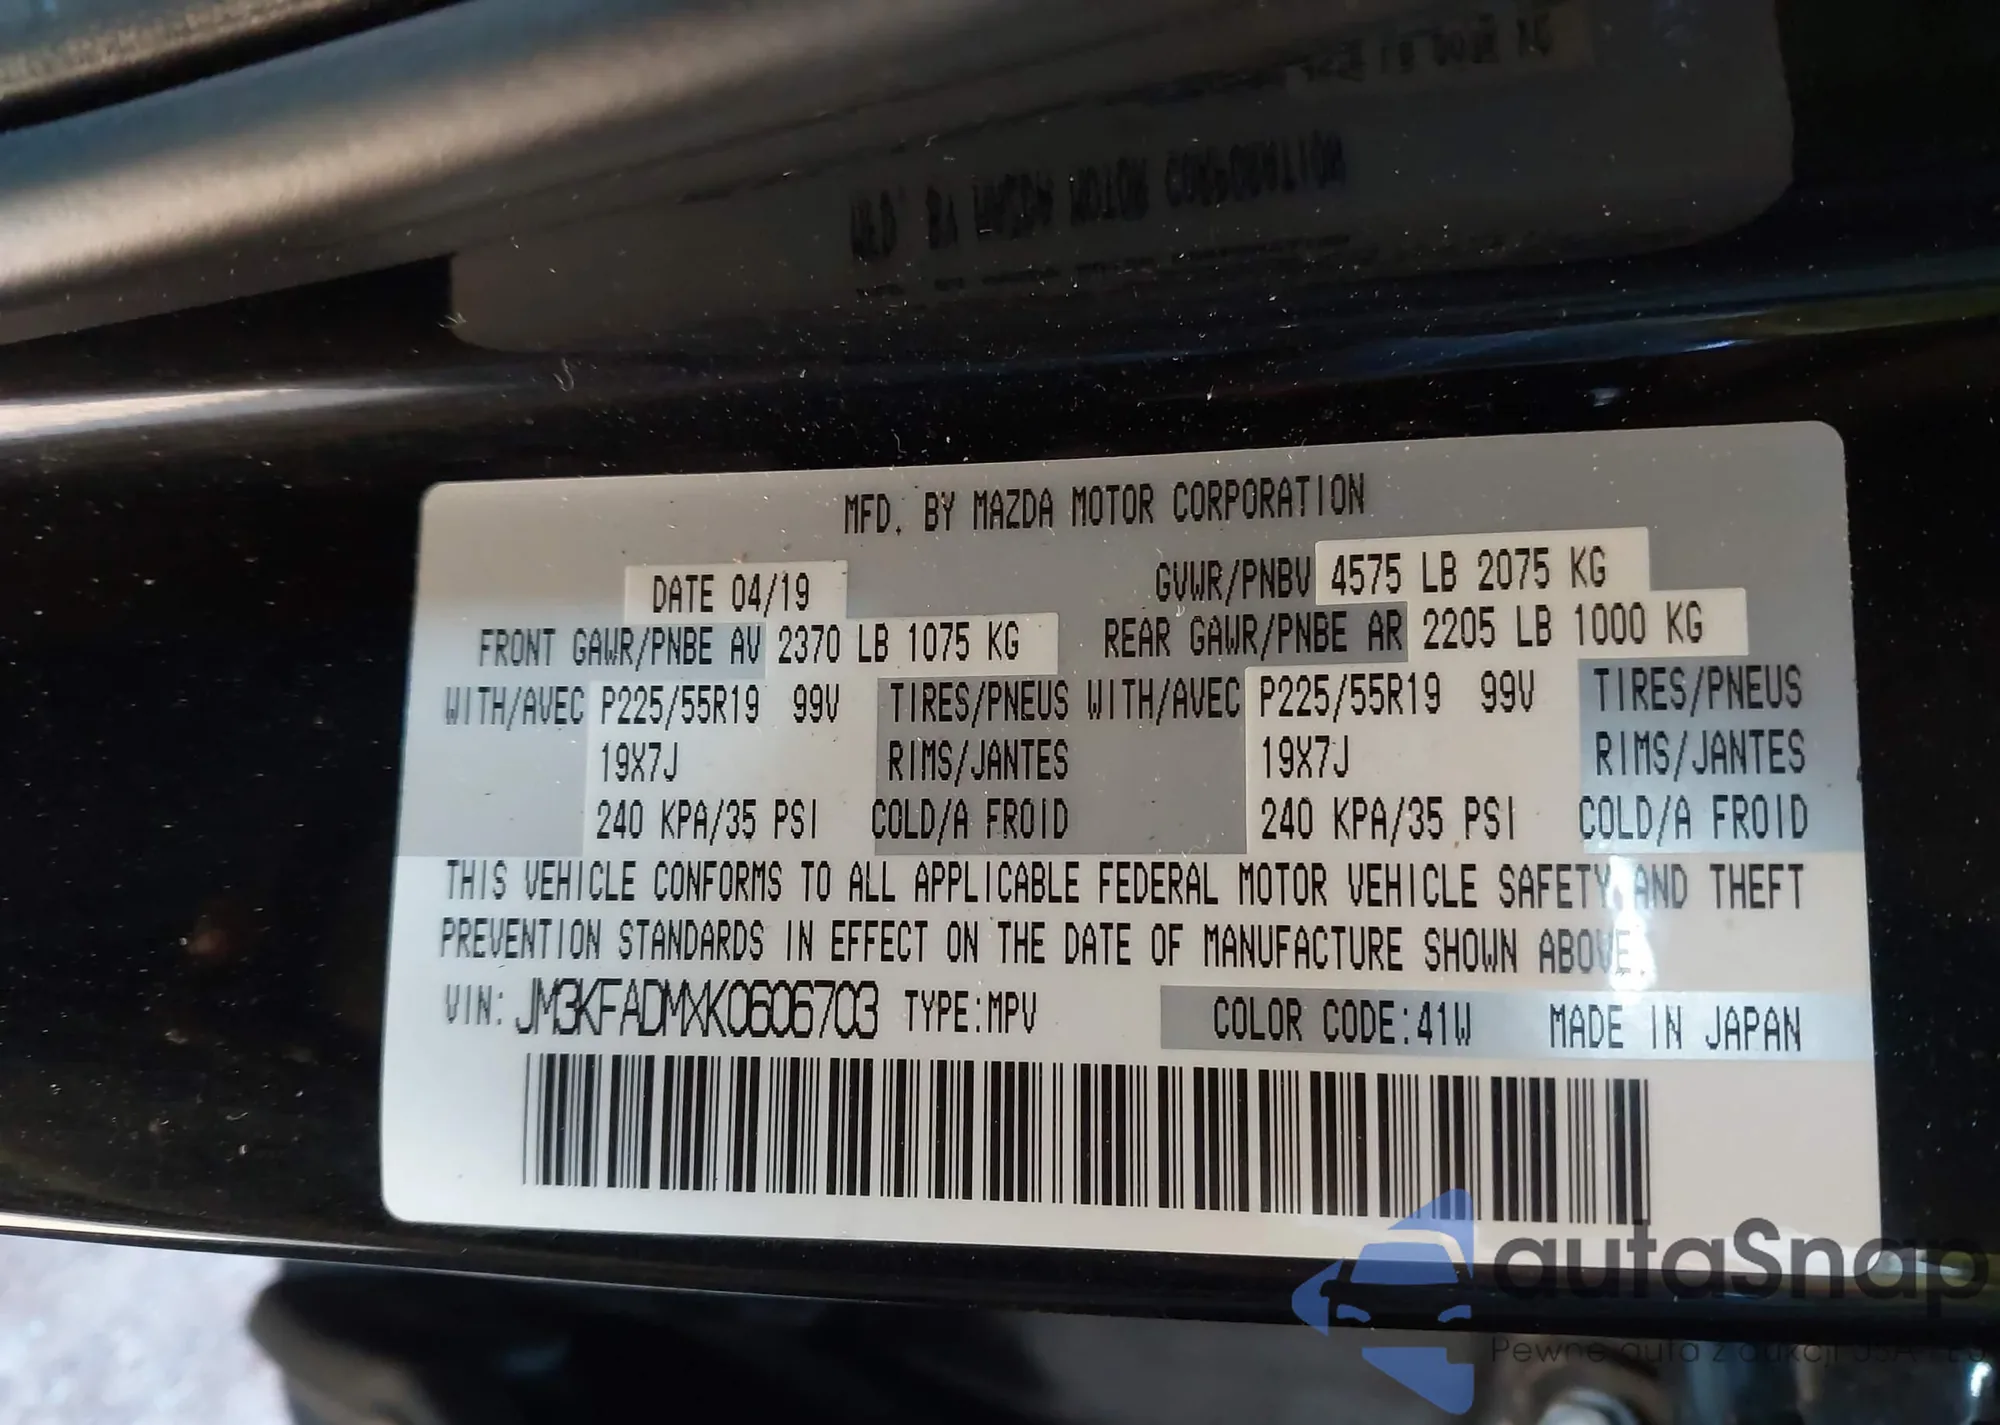 MFD. BY MAZDA MOTOR CORPORATION
DATE 04/19 GVWR/PNBV 4575 LB 2075 KG
FRONT GAWR/PNBE AV 2370 LB 1075 KG REAR GAWR/PNBE AR 2205 LB 1000 KG
WITH/AVEC P225/55R19 99V TIRES/PNEUS WITH/AVEC P225/55R19 99V TIRES/PNEUS
19X7J RIMS/JANTES 19X7J RIMS/JANTES
240 KPA/35 PSI COLD/A FROID 240 KPA/35 PSI COLD/A FROID
THIS VEHICLE CONFORMS TO ALL APPLICABLE FEDERAL MOTOR VEHICLE SAFETY AND THEFT
PREVENTION STANDARDS IN EFFECT ON THE DATE OF MANUFACTURE SHOWN ABOVE.
VIN: JM3KFADMXK0606703 TYPE:MPV COLOR CODE:41W MADE IN JAPAN
autaSnap
Pewne auta z aukcji